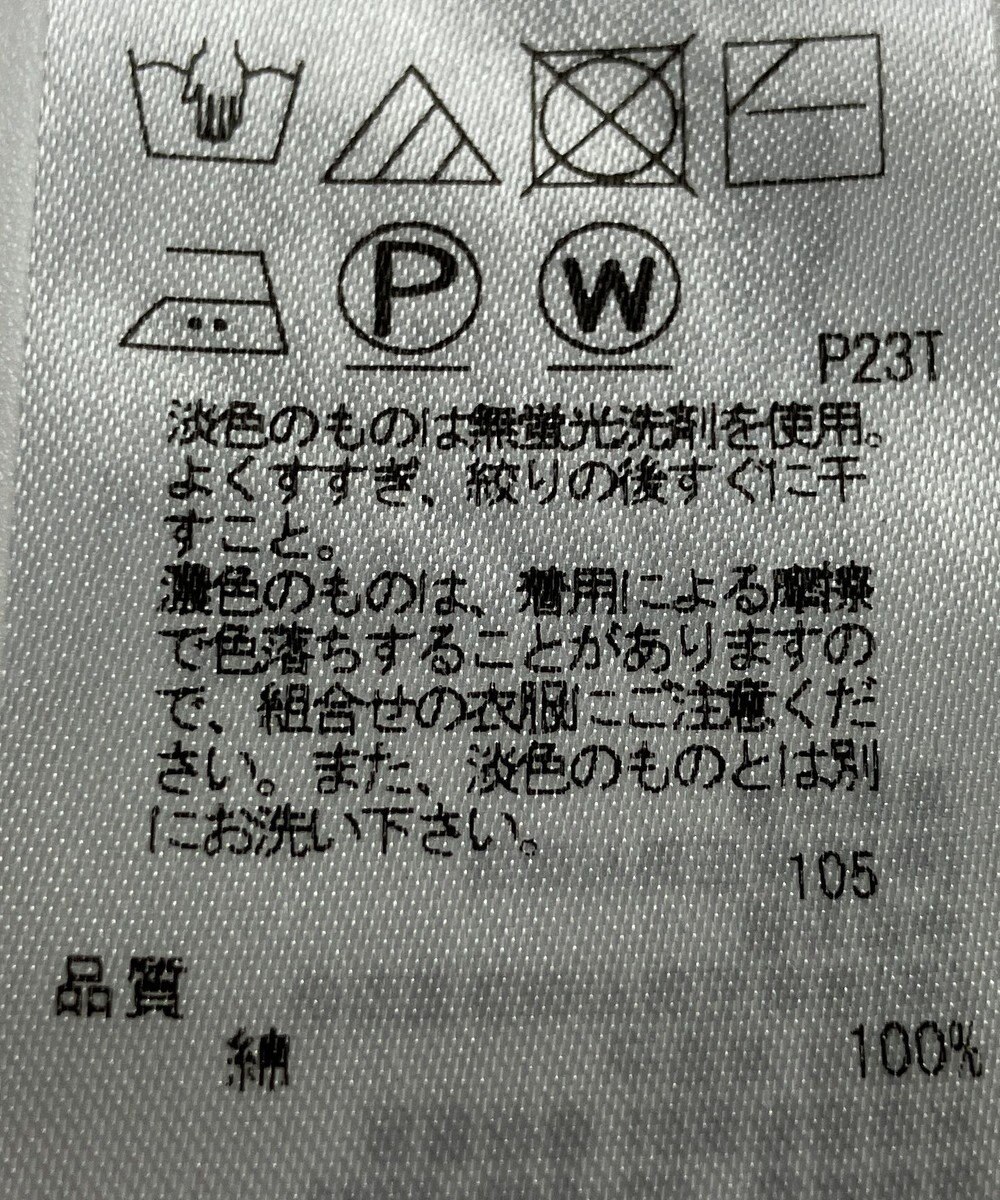 P W
P23T
淡色のものは無蛍光洗剤を使用。
よくすすぎ、絞りの後すぐに干
すこと。
濃色のものは、着用による摩擦
で色落ちすることがありますの
で、組合せの衣服にご注意くだ
さい。また、淡色のものとは別
にお洗い下さい。
105
品質
綿 100%